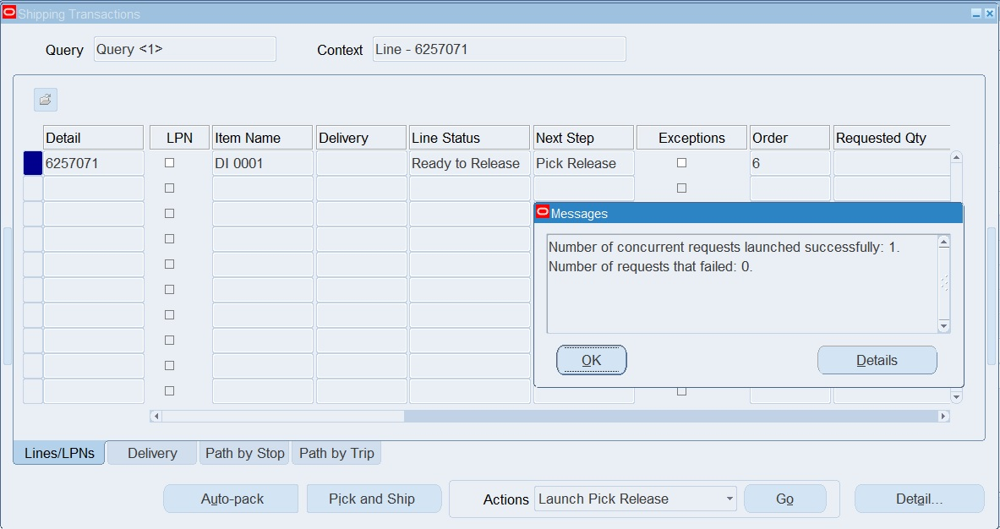 Shipping Transactions
Query Query <1> Context Line - 6257071
Detail LPN Item Name Delivery Line Status Next Step Exceptions Order Requested Qty
6257071 DI 0001 Ready to Release Pick Release 6
Messages
Number of concurrent requests launched successfully: 1.
Number of requests that failed: 0.
OK Details
Lines/LPNs Delivery Path by Stop Path by Trip
Auto-pack Pick and Ship Actions Launch Pick Release Go Detail...